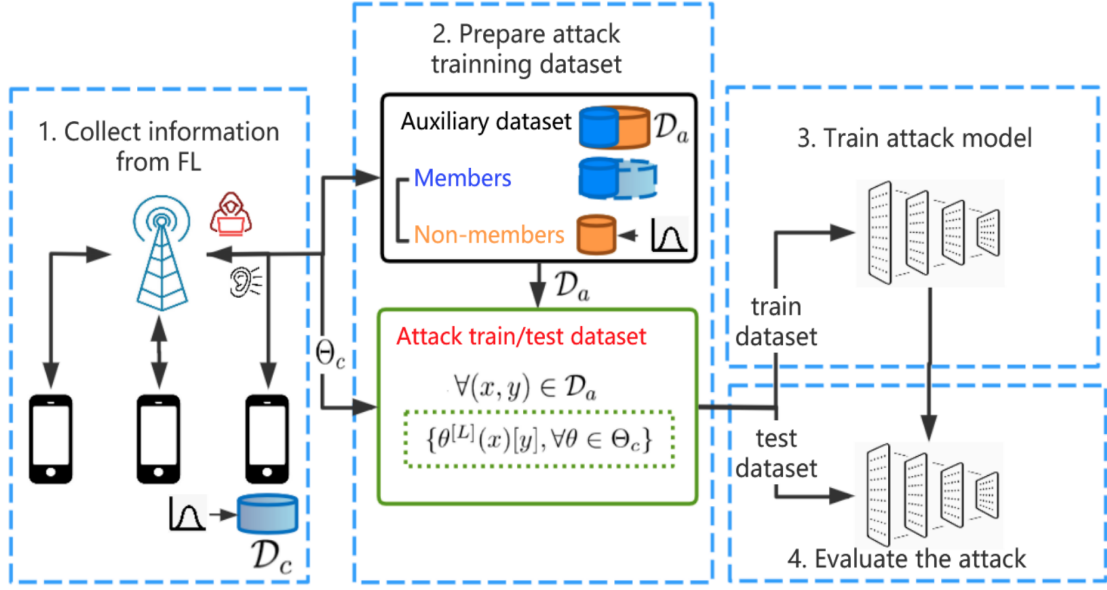 1. Collect information
from FL
𝒟c
Θc
2. Prepare attack
trainning dataset
Auxiliary dataset
𝒟a
Members
Non-members
𝒟a
Attack train/test dataset
∀(x, y) ∈ 𝒟a
{θ^[L](x)[y], ∀θ ∈ Θc}
train
dataset
test
dataset
3. Train attack model
4. Evaluate the attack